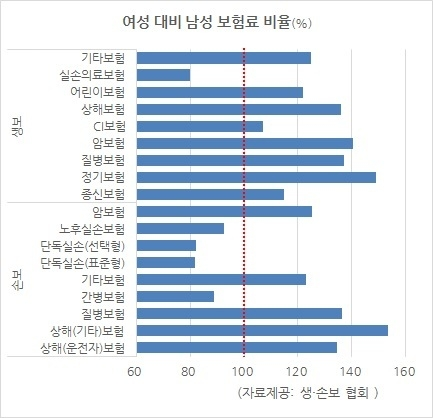 여성 대비 남성 보험료 비율(%)
생보
기타보험
실손의료보험
어린이보험
상해보험
CI보험
암보험
질병보험
정기보험
종신보험
손보
암보험
노후실손보험
단독실손(선택형)
단독실손(표준형)
기타보험
간병보험
질병보험
상해(기타)보험
상해(운전자)보험
60 80 100 120 140 160
(자료제공: 생·손보 협회 )